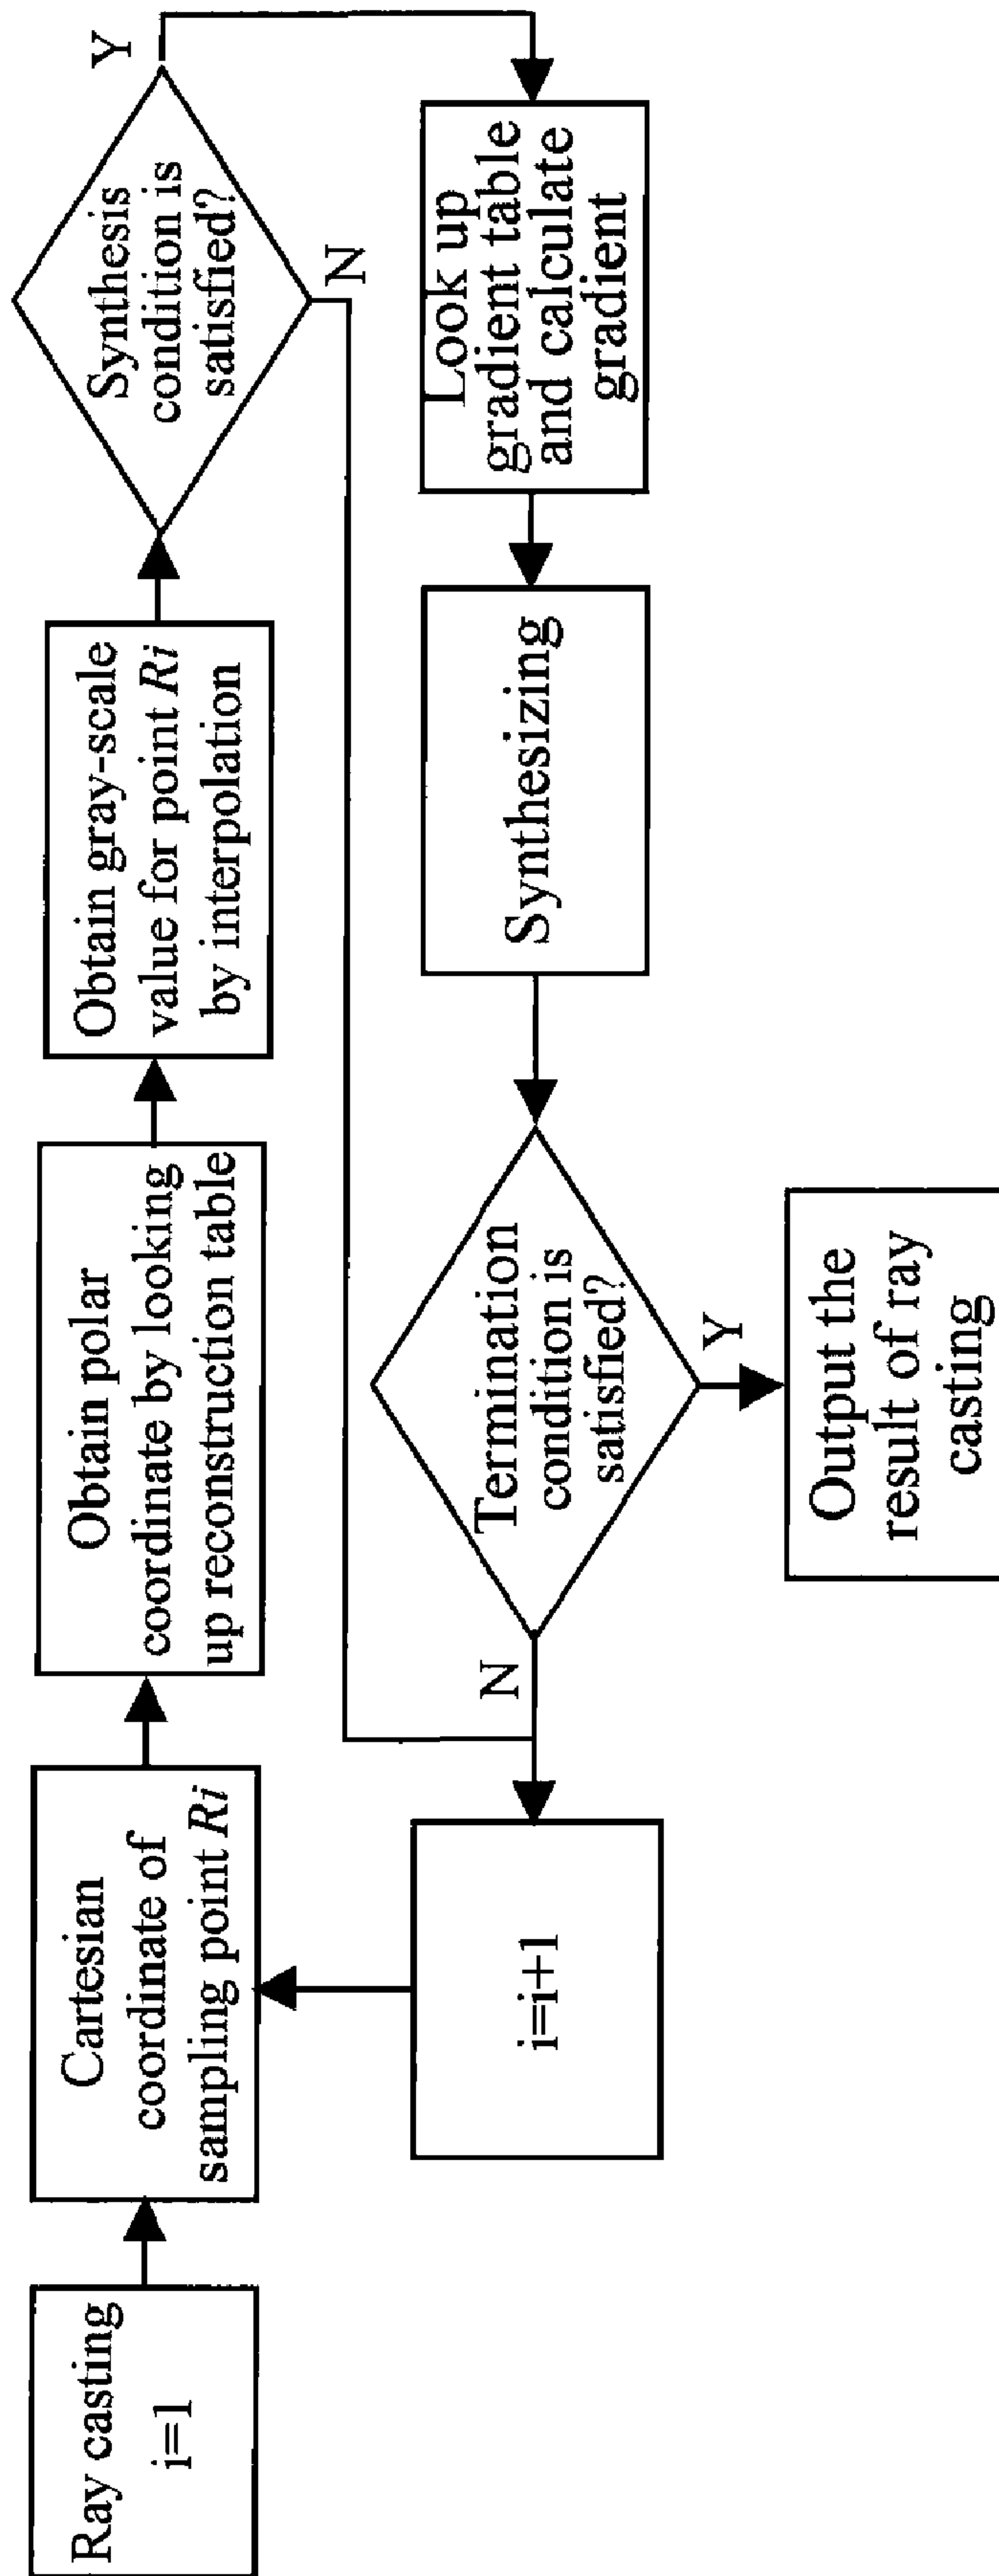 Ray casting
i=1
Cartesian
coordinate of
sampling point Ri
Obtain polar
coordinate by looking
up reconstruction table
Obtain gray-scale
value for point Ri
by interpolation
Synthesis
condition is
satisfied?
Y
N
Look up
gradient table
and calculate
gradient
Synthesizing
Termination
condition is
satisfied?
N
Y
i=i+1
Output the
result of ray
casting